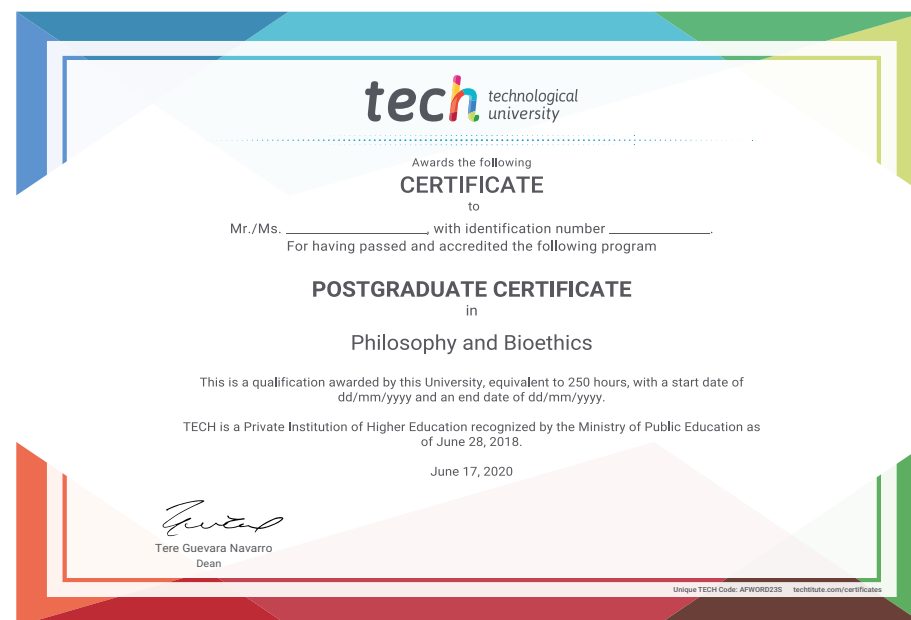 tech technological
university
Awards the following
CERTIFICATE
to
Mr./Ms. ____________________, with identification number ______________.
For having passed and accredited the following program
POSTGRADUATE CERTIFICATE
in
Philosophy and Bioethics
This is a qualification awarded by this University, equivalent to 250 hours, with a start date of
dd/mm/yyyy and an end date of dd/mm/yyyy.
TECH is a Private Institution of Higher Education recognized by the Ministry of Public Education as
of June 28, 2018.
June 17, 2020
Tere Guevara Navarro
Dean
Unique TECH Code: AFWORD23S techtitute.com/certificates